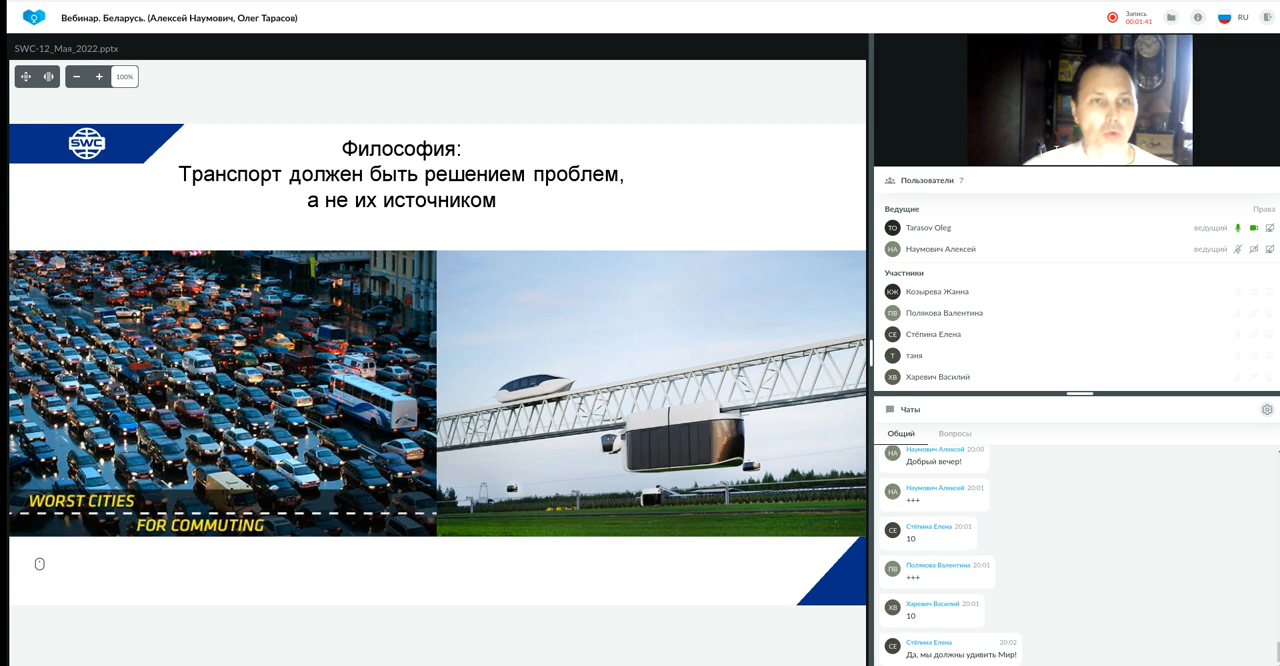 Вебинар. Беларусь. (Алексей Наумович, Олег Тарасов)
Запись
00:01:41
RU
SWC-12_Мая_2022.pptx
100%
SWC
Философия:
Транспорт должен быть решением проблем,
а не их источником
WORST CITIES
FOR COMMUTING
Пользователи 7
Ведущие Права
TO Tarasov Oleg ведущий
НА Наумович Алексей ведущий
Участники
КЖ Козырева Жанна
ПВ Полякова Валентина
СЕ Стёпина Елена
Т таня
ХВ Харевич Василий
Чаты
Общий Вопросы
НА Наумович Алексей 20:00
Добрый вечер!
НА Наумович Алексей 20:01
+++
СЕ Стёпина Елена 20:01
10
ПВ Полякова Валентина 20:01
+++
ХВ Харевич Василий 20:01
10
СЕ Стёпина Елена 20:02
Да, мы должны удивить Мир!